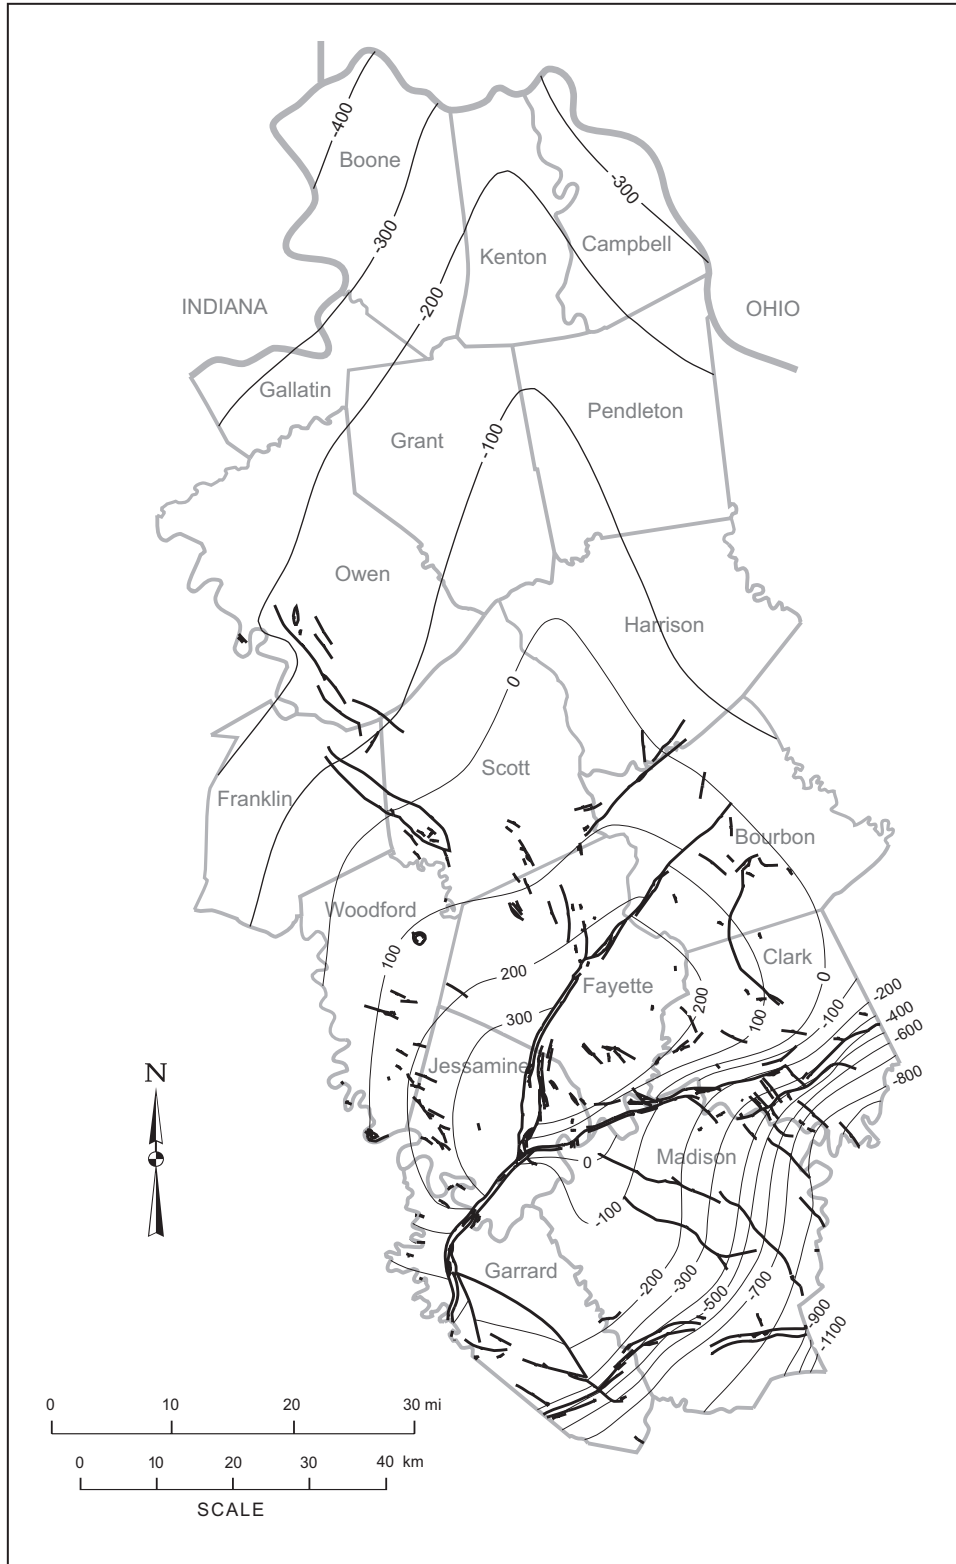 -400
Boone
-300
-300
Campbell
Kenton
-200
INDIANA
OHIO
Gallatin
Pendleton
Grant
-100
Owen
Harrison
0
Scott
Franklin
Bourbon
Woodford
100
Clark
200
Fayette
0
-200
200
100
-100
-400
300
-600
Jessamine
-800
N
Madison
0
-100
Garrard
-200
-300
-500
-700
-900
-1100
0
10
20
30 mi
0
10
20
30
40 km
SCALE